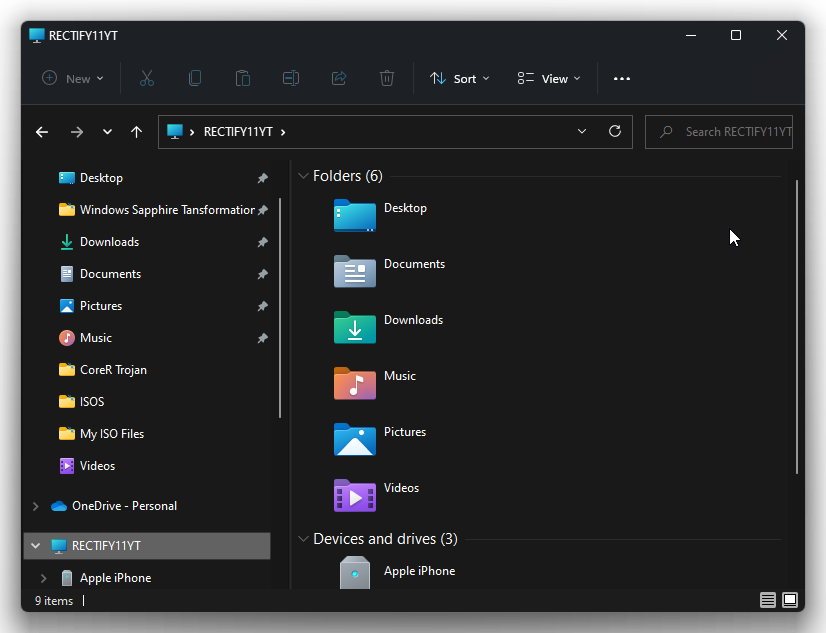 RECTIFY11YT
New
Sort
View
RECTIFY11YT
Search RECTIFY11YT
Desktop
Windows Sapphire Tansformation
Downloads
Documents
Pictures
Music
CoreR Trojan
ISOS
My ISO Files
Videos
OneDrive - Personal
RECTIFY11YT
Apple iPhone
Folders (6)
Desktop
Documents
Downloads
Music
Pictures
Videos
Devices and drives (3)
Apple iPhone
9 items